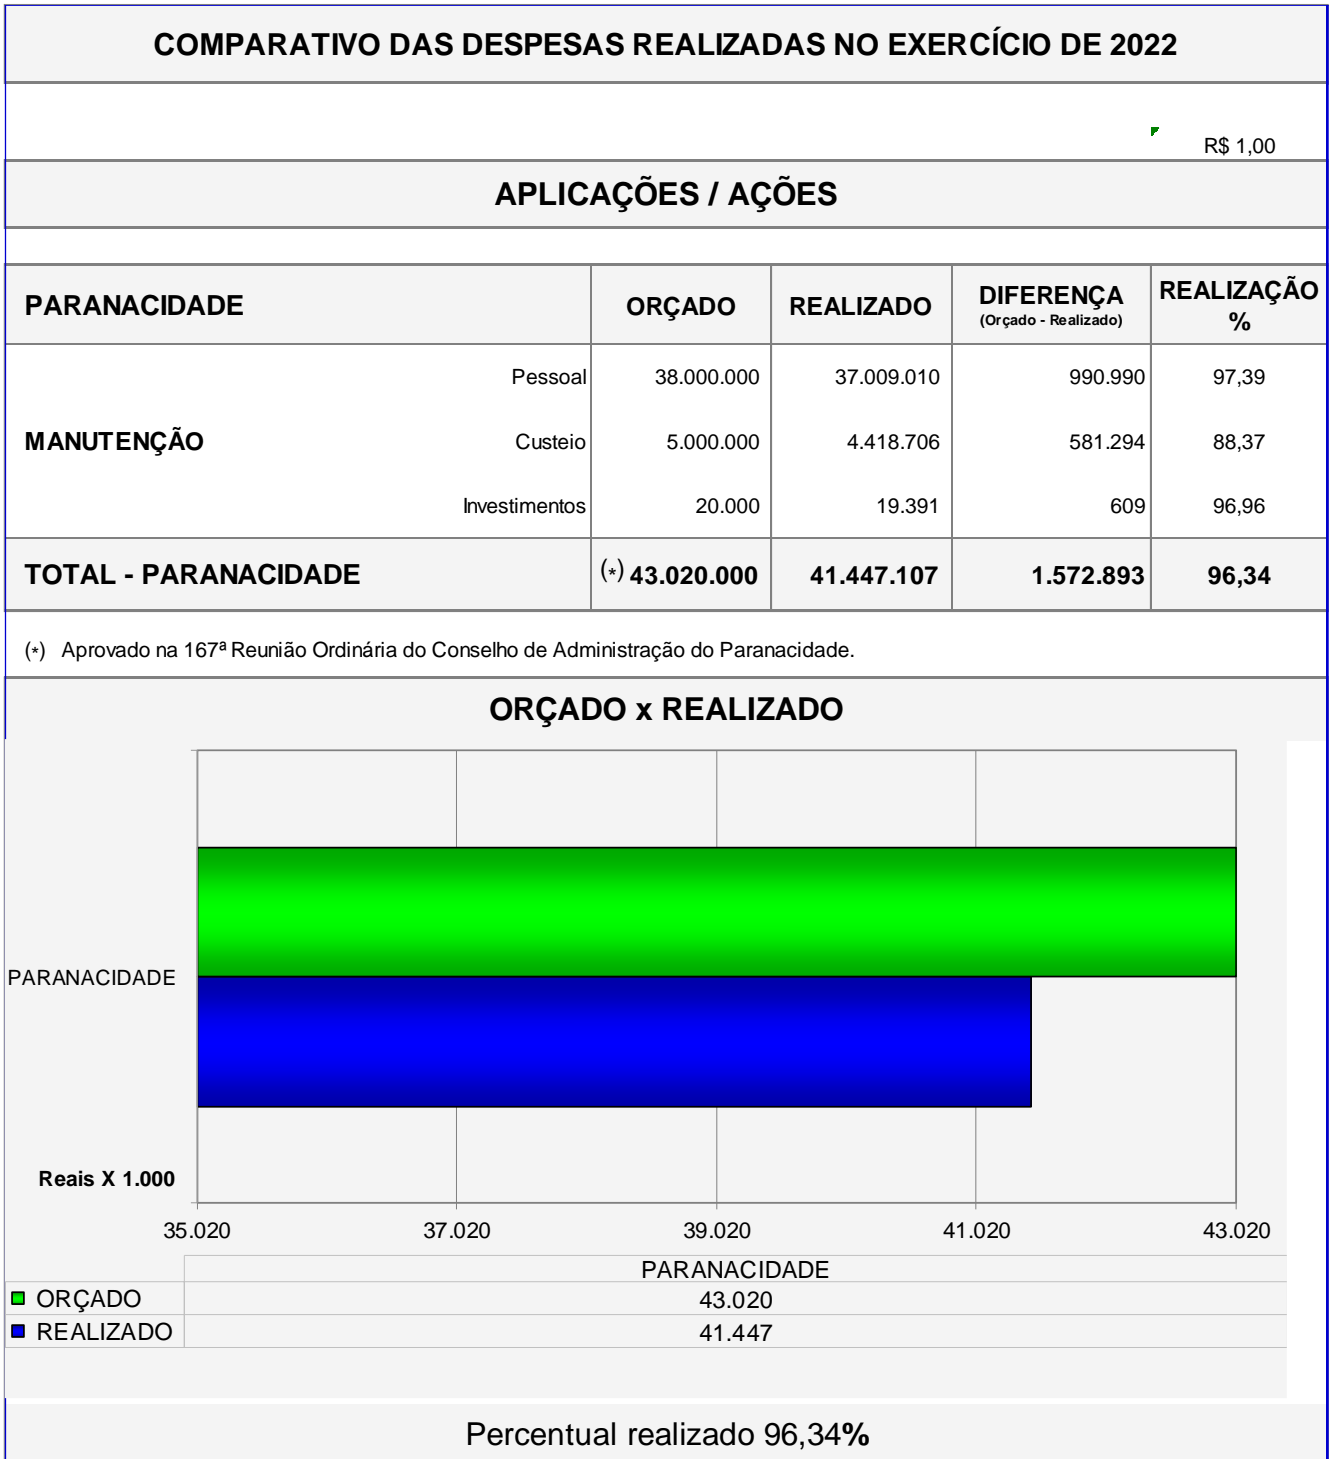 COMPARATIVO DAS DESPESAS REALIZADAS NO EXERCÍCIO DE 2022
R$ 1,00
APLICAÇÕES / AÇÕES
PARANACIDADE ORÇADO REALIZADO DIFERENÇA (Orçado - Realizado) REALIZAÇÃO %
Pessoal 38.000.000 37.009.010 990.990 97,39
MANUTENÇÃO Custeio 5.000.000 4.418.706 581.294 88,37
Investimentos 20.000 19.391 609 96,96
TOTAL - PARANACIDADE (*) 43.020.000 41.447.107 1.572.893 96,34
(*) Aprovado na 167ª Reunião Ordinária do Conselho de Administração do Paranacidade.
ORÇADO x REALIZADO
PARANACIDADE
Reais X 1.000
35.020 37.020 39.020 41.020 43.020
PARANACIDADE
ORÇADO 43.020
REALIZADO 41.447
Percentual realizado 96,34%